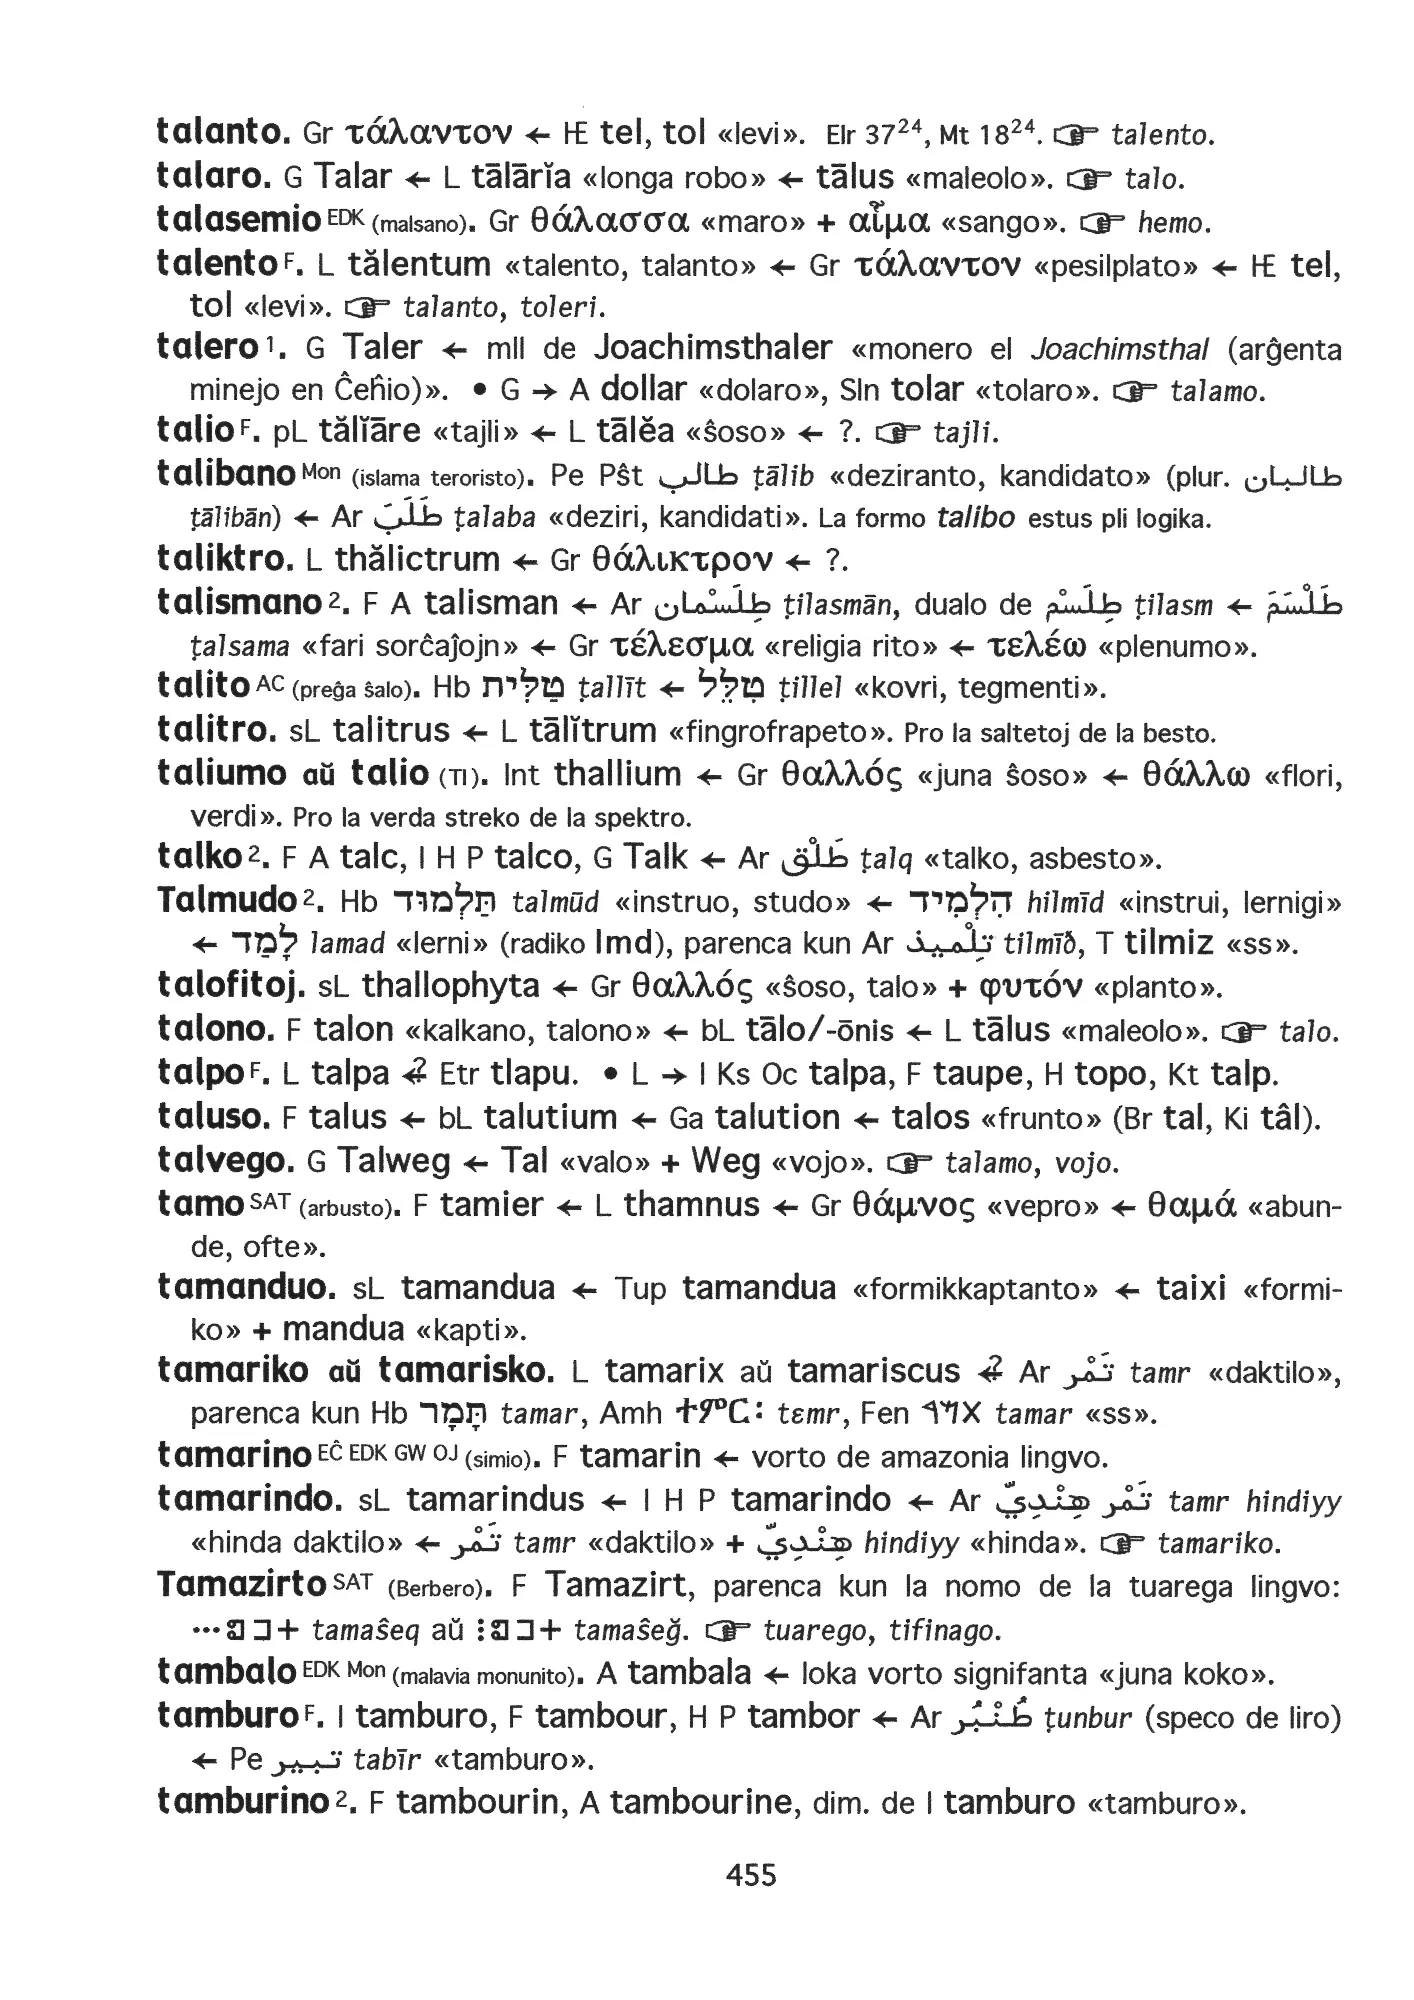 talanto. Gr τάλαντον ← IE tel, tol «levi». Elr 37²⁴, Mt 18²⁴. ☞ talento.
talaro. G Talar ← L tālārĭa «longa robo» ← tālus «maleolo». ☞ talo.
talasemio EDK (malsano). Gr θάλασσα «maro» + αἷμα «sango». ☞ hemo.
talento F. L tălentum «talento, talanto» ← Gr τάλαντον «pesilplato» ← IE tel,
tol «levi». ☞ talanto, toleri.
talero 1. G Taler ← mll de Joachimsthaler «monero el Joachimsthal (arĝenta
minejo en Ĉeĥio)». • G → A dollar «dolaro», Sln tolar «tolaro». ☞ talamo.
talio F. pL tălĭāre «tajli» ← L tālĕa «ŝoso» ← ?. ☞ tajli.
talibano Mon (islama teroristo). Pe Pŝt طالب ṭālib «deziranto, kandidato» (plur. طالبان
ṭālibān) ← Ar طَلَبَ ṭalaba «deziri, kandidati». La formo talibo estus pli logika.
taliktro. L thălictrum ← Gr θάλικτρον ← ?.
talismano 2. F A talisman ← Ar طِلَسْمان ṭilasmān, dualo de طِلَسْم ṭilasm ← طَلْسَمَ
ṭalsama «fari sorĉaĵojn» ← Gr τέλεσμα «religia rito» ← τελέω «plenumo».
talito AC (preĝa ŝalo). Hb טַלִּית ṭallīt ← טִלֵּל ṭillel «kovri, tegmenti».
talitro. sL talitrus ← L tālĭtrum «fingrofrapeto». Pro la saltetoj de la besto.
taliumo aŭ talio (Tl). Int thallium ← Gr θαλλός «juna ŝoso» ← θάλλω «flori,
verdi». Pro la verda streko de la spektro.
talko 2. F A talc, I H P talco, G Talk ← Ar طَلْق ṭalq «talko, asbesto».
Talmudo 2. Hb תַּלְמוּד talmūd «instruo, studo» ← הִלְמִיד hilmīd «instrui, lernigi»
← לָמַד lamad «lerni» (radiko lmd), parenca kun Ar تِلْميذ tilmīð, T tilmiz «ss».
talofitoj. sL thallophyta ← Gr θαλλός «ŝoso, talo» + φυτόν «planto».
talono. F talon «kalkano, talono» ← bL tālo/-ōnis ← L tālus «maleolo». ☞ talo.
talpo F. L talpa ⭅? Etr tlapu. • L → I Ks Oc talpa, F taupe, H topo, Kt talp.
taluso. F talus ← bL talutium ← Ga talution ← talos «frunto» (Br tal, Ki tâl).
talvego. G Talweg ← Tal «valo» + Weg «vojo». ☞ talamo, vojo.
tamo SAT (arbusto). F tamier ← L thamnus ← Gr θάμνος «vepro» ← θαμά «abun-
de, ofte».
tamanduo. sL tamandua ← Tup tamandua «formikkaptanto» ← taixi «formi-
ko» + mandua «kapti».
tamariko aŭ tamarisko. L tamarix aŭ tamariscus ⭅? Ar تَمْر tamr «daktilo»,
parenca kun Hb תָּמָר tamar, Amh ተምር፡ tɛmr, Fen 𐤕𐤌𐤓 tamar «ss».
tamarino EĈ EDK GW OJ (simio). F tamarin ← vorto de amazonia lingvo.
tamarindo. sL tamarindus ← I H P tamarindo ← Ar تَمْر هِنْدِيّ tamr hindiyy
«hinda daktilo» ← تَمْر tamr «daktilo» + هِنْدِيّ hindiyy «hinda». ☞ tamariko.
Tamazirto SAT (Berbero). F Tamazirt, parenca kun la nomo de la tuarega lingvo:
tamaŝeq aŭ tamaŝeğ. ☞ tuarego, tifinago.
tambalo EDK Mon (malavia monunito). A tambala ← loka vorto signifanta «juna koko».
tamburo F. I tamburo, F tambour, H P tambor ← Ar طُنْبُر ṭunbur (speco de liro)
← Pe تبير tabīr «tamburo».
tamburino 2. F tambourin, A tambourine, dim. de I tamburo «tamburo».
455